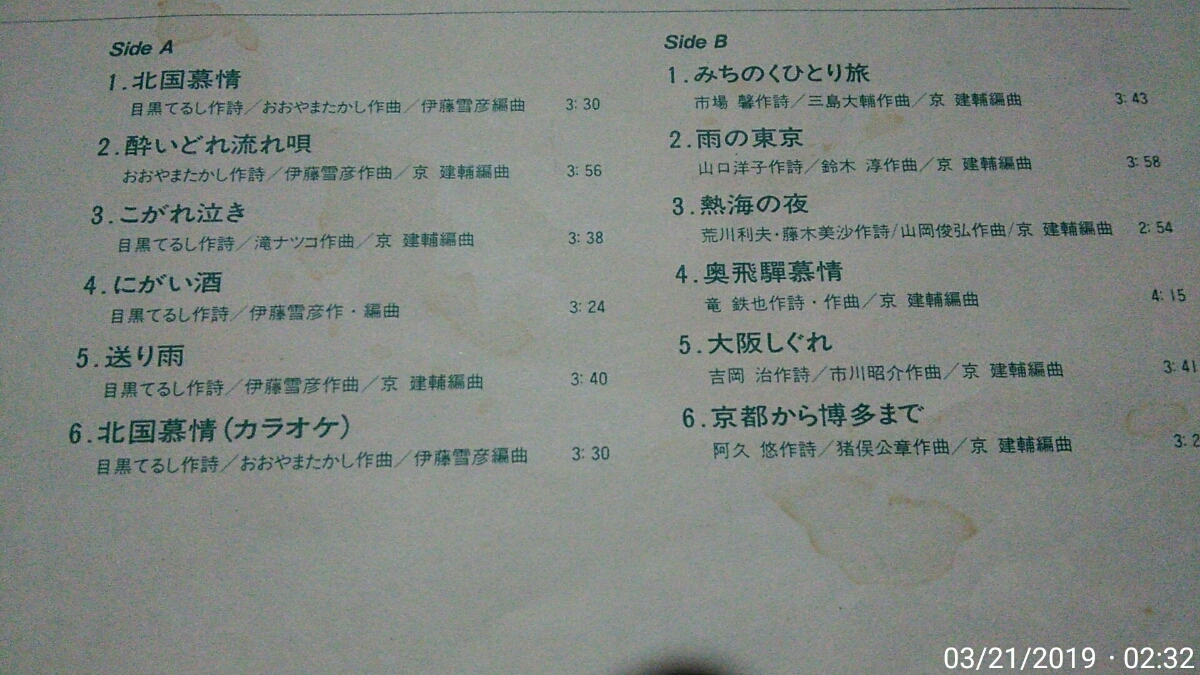 Side A
1.北国慕情
目黒てるし作詩／おおやまたかし作曲／伊藤雪彦編曲 3:30
2.酔いどれ流れ唄
おおやまたかし作詩／伊藤雪彦作曲／京 建輔編曲 3:56
3.こがれ泣き
目黒てるし作詩／滝ナツコ作曲／京 建輔編曲 3:38
4.にがい酒
目黒てるし作詩／伊藤雪彦作・編曲 3:24
5.送り雨
目黒てるし作詩／伊藤雪彦作曲／京 建輔編曲 3:40
6.北国慕情(カラオケ)
目黒てるし作詩／おおやまたかし作曲／伊藤雪彦編曲 3:30
Side B
1.みちのくひとり旅
市場 馨作詩／三島大輔作曲／京 建輔編曲 3:43
2.雨の東京
山口洋子作詩／鈴木 淳作曲／京 建輔編曲 3:58
3.熱海の夜
荒川利夫・藤木美沙作詩/山岡俊弘作曲/京 建輔編曲 2:54
4.奥飛驒慕情
竜 鉄也作詩・作曲／京 建輔編曲 4:15
5.大阪しぐれ
吉岡 治作詩／市川昭介作曲／京 建輔編曲 3:41
6.京都から博多まで
阿久 悠作詩／猪俣公章作曲／京 建輔編曲
03/21/2019・02:32